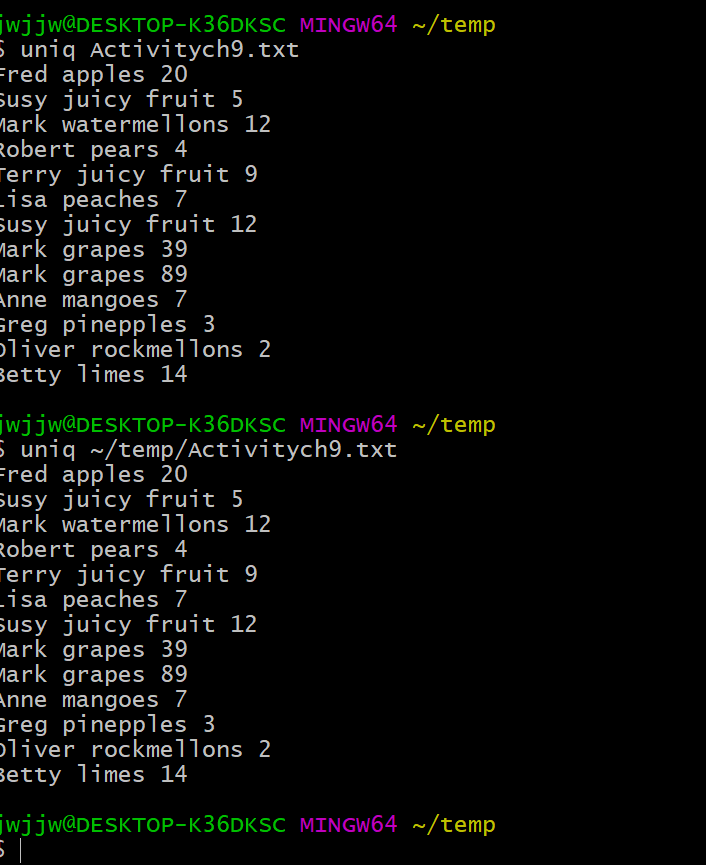 jwjjw@DESKTOP-K36DKSC MINGW64 ~/temp
$ uniq Activitych9.txt
Fred apples 20
Susy juicy fruit 5
Mark watermellons 12
Robert pears 4
Terry juicy fruit 9
Lisa peaches 7
Susy juicy fruit 12
Mark grapes 39
Mark grapes 89
Anne mangoes 7
Greg pinepples 3
Oliver rockmellons 2
Betty limes 14
jwjjw@DESKTOP-K36DKSC MINGW64 ~/temp
$ uniq ~/temp/Activitych9.txt
Fred apples 20
Susy juicy fruit 5
Mark watermellons 12
Robert pears 4
Terry juicy fruit 9
Lisa peaches 7
Susy juicy fruit 12
Mark grapes 39
Mark grapes 89
Anne mangoes 7
Greg pinepples 3
Oliver rockmellons 2
Betty limes 14
jwjjw@DESKTOP-K36DKSC MINGW64 ~/temp
$